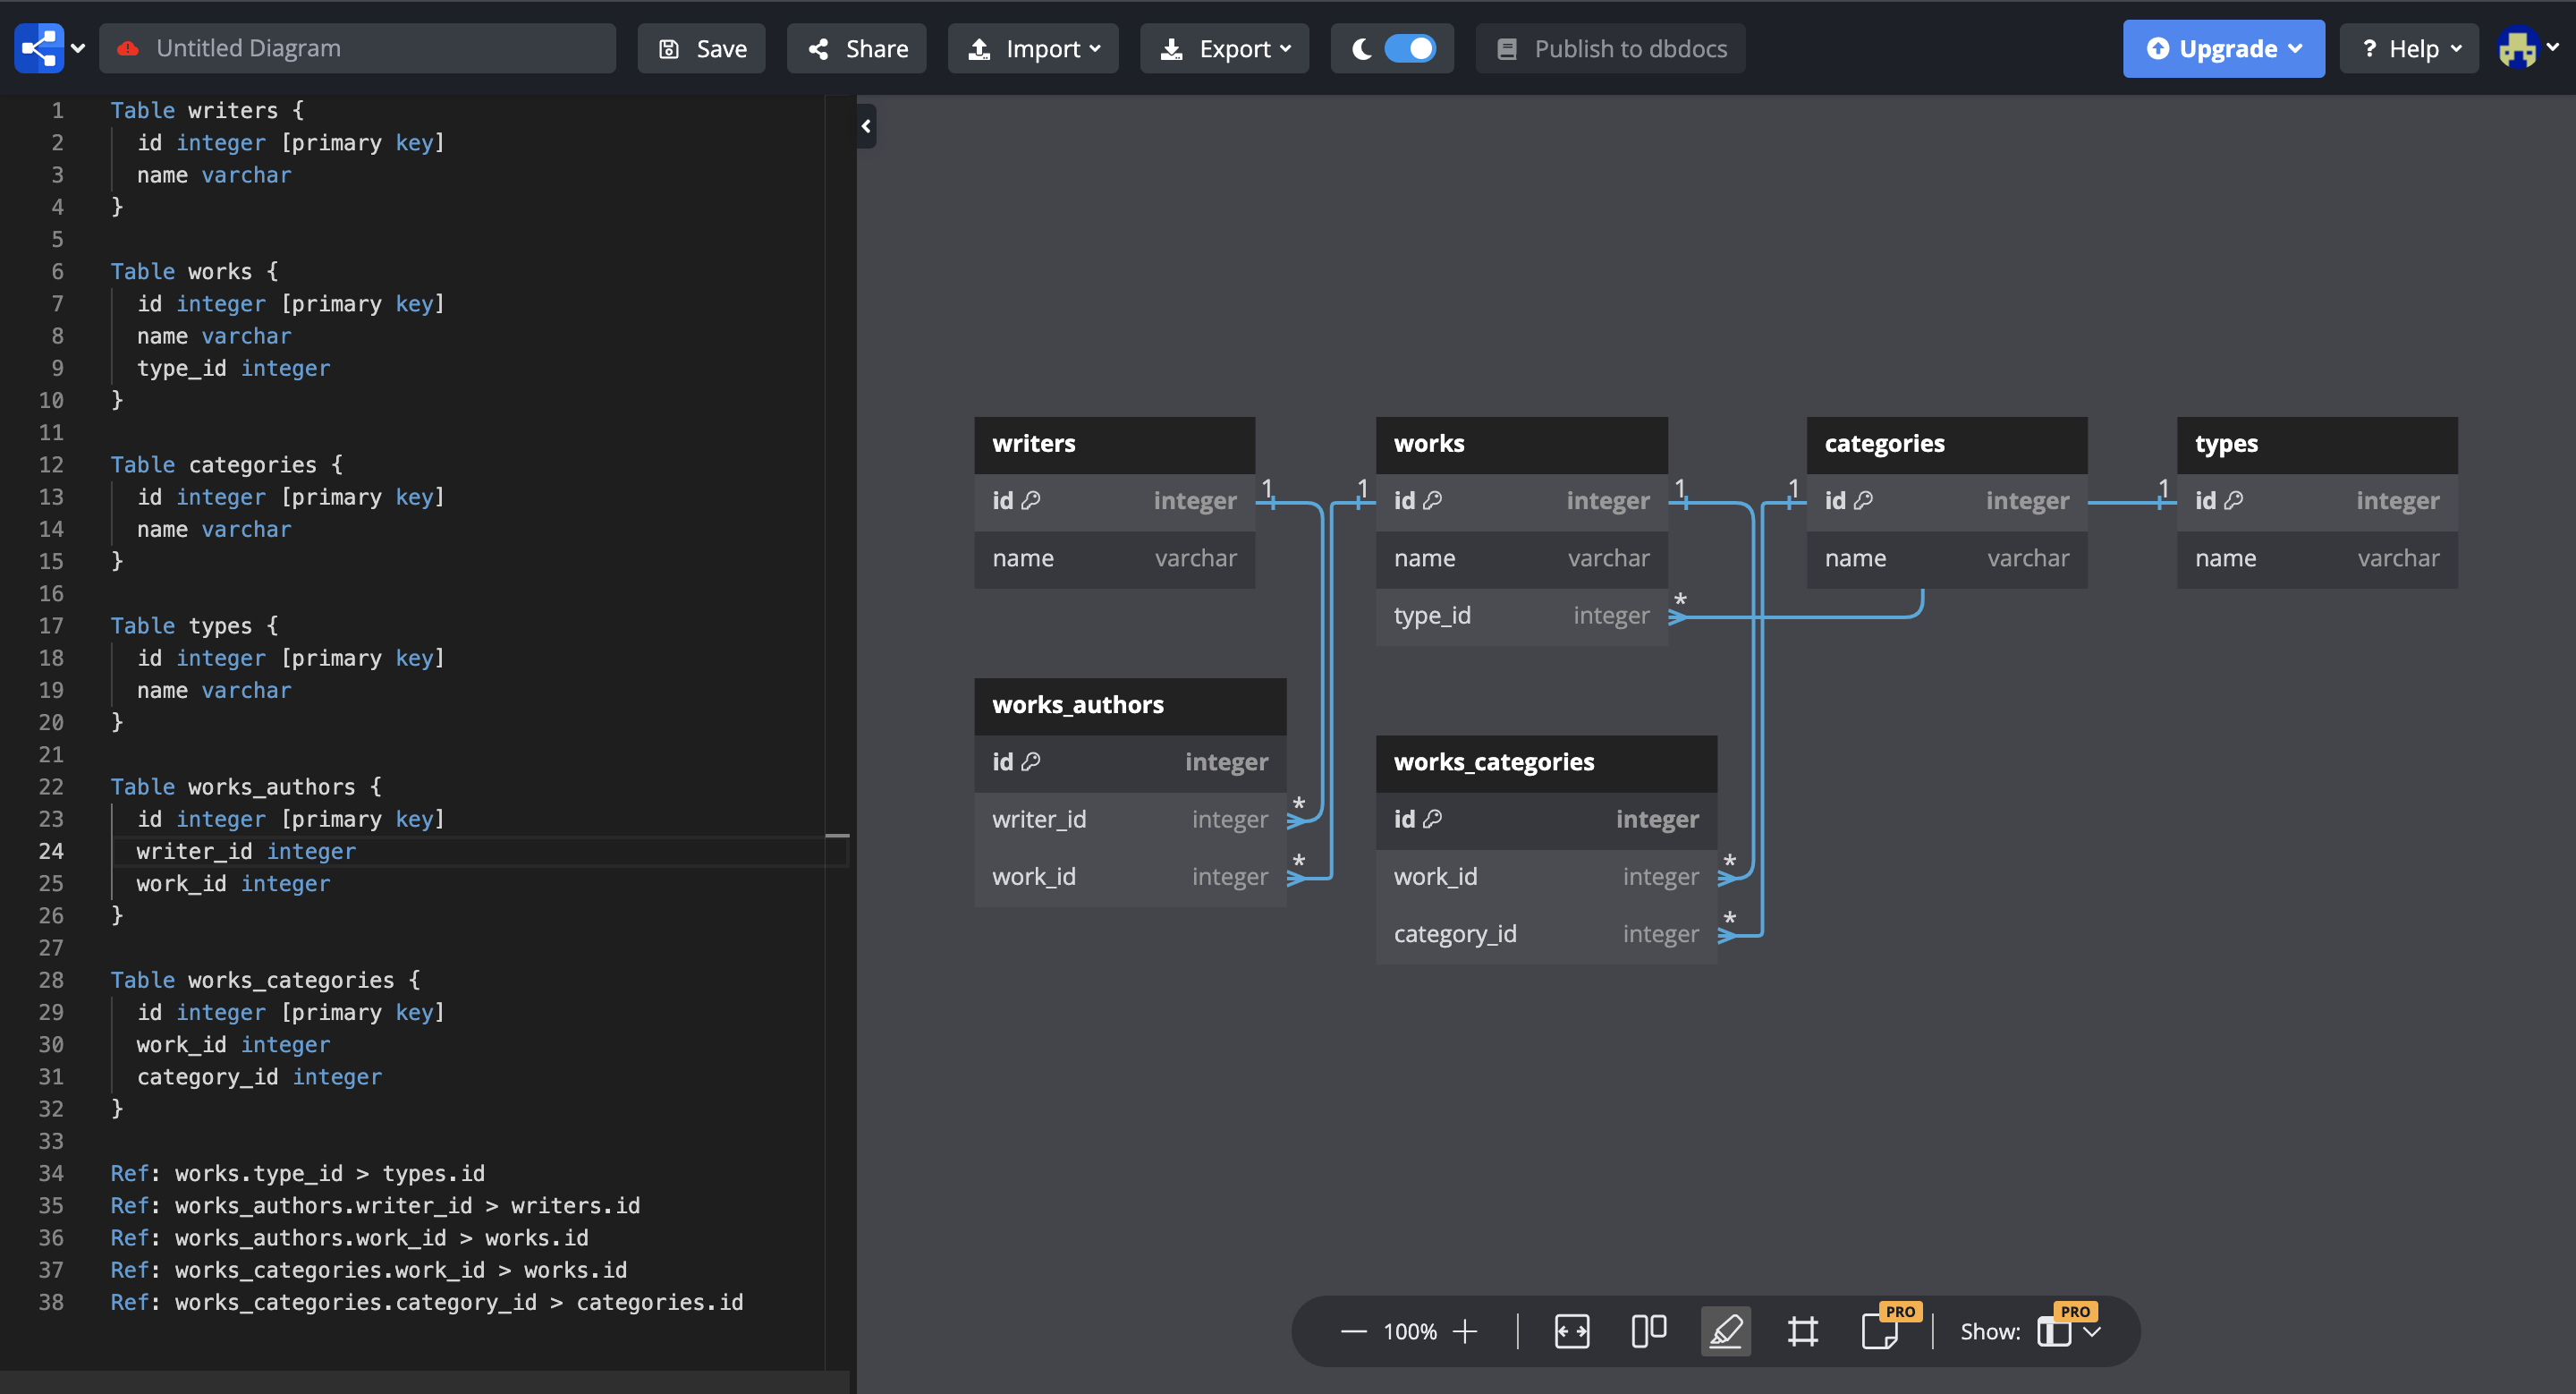 Untitled Diagram
Save
Share
Import
Export
Publish to dbdocs
Upgrade
? Help
1 Table writers {
2 id integer [primary key]
3 name varchar
4 }
5
6 Table works {
7 id integer [primary key]
8 name varchar
9 type_id integer
10 }
11
12 Table categories {
13 id integer [primary key]
14 name varchar
15 }
16
17 Table types {
18 id integer [primary key]
19 name varchar
20 }
21
22 Table works_authors {
23 id integer [primary key]
24 writer_id integer
25 work_id integer
26 }
27
28 Table works_categories {
29 id integer [primary key]
30 work_id integer
31 category_id integer
32 }
33
34 Ref: works.type_id > types.id
35 Ref: works_authors.writer_id > writers.id
36 Ref: works_authors.work_id > works.id
37 Ref: works_categories.work_id > works.id
38 Ref: works_categories.category_id > categories.id
writers
id integer 1
name varchar
works
1 id integer 1
name varchar
type_id integer *
categories
1 id integer
name varchar
types
1 id integer
name varchar
works_authors
id integer
writer_id integer *
work_id integer *
works_categories
id integer
work_id integer *
category_id integer *
100%
PRO
Show:
PRO